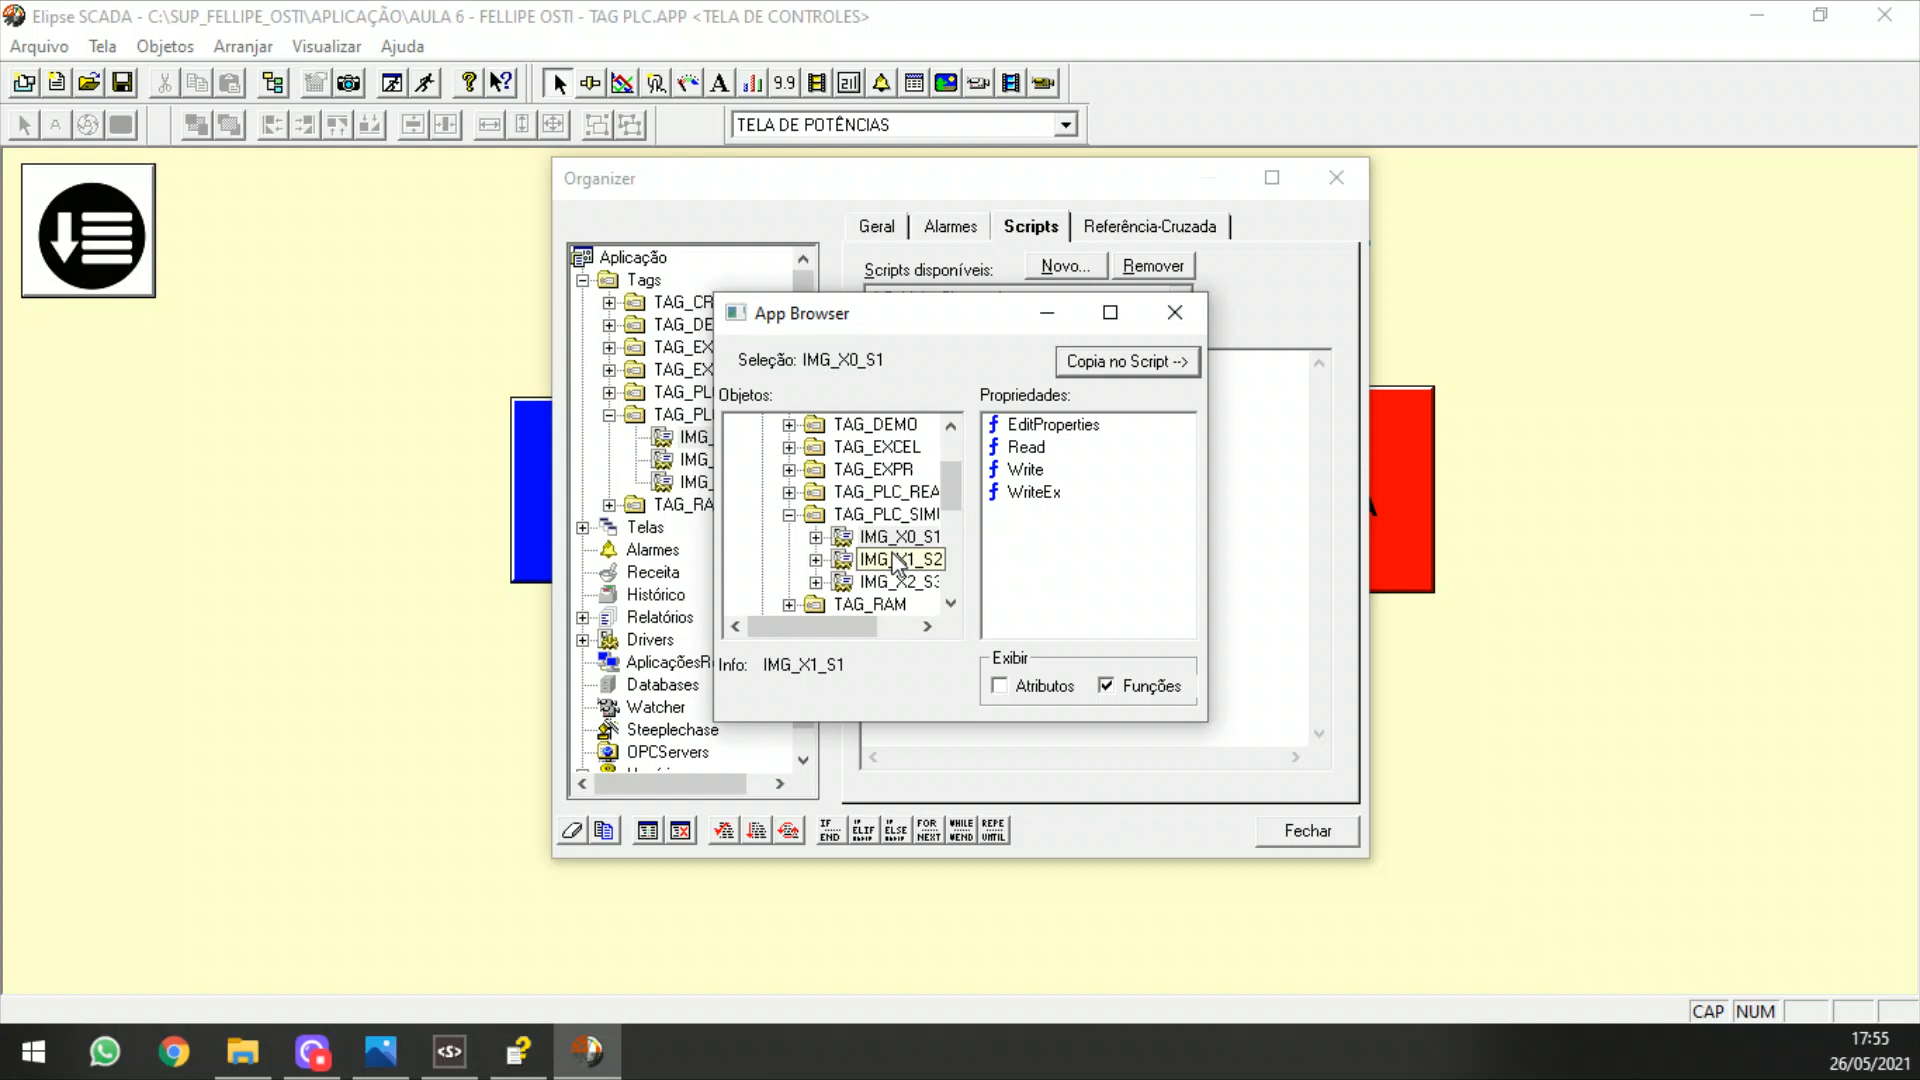 Elipse SCADA - C:\SUP_FELLIPE_OSTI\APLICAÇÃO\AULA 6 - FELLIPE OSTI - TAG PLC.APP <TELA DE CONTROLES>
Arquivo Tela Objetos Arranjar Visualizar Ajuda
TELA DE POTÊNCIAS
Organizer
Geral Alarmes Scripts Referência-Cruzada
Scripts disponíveis: Novo... Remover
Aplicação
Tags
TAG_CR
TAG_DE
TAG_EX
TAG_EX
TAG_PL
TAG_PL
IMG_
IMG_
IMG_
TAG_RA
Telas
Alarmes
Receita
Histórico
Relatórios
Drivers
AplicaçõesR
Databases
Watcher
Steeplechase
OPCServers
App Browser
Seleção: IMG_X0_S1
Copia no Script -->
Objetos:
Propriedades:
TAG_DEMO
TAG_EXCEL
TAG_EXPR
TAG_PLC_REA
TAG_PLC_SIMU
IMG_X0_S1
IMG_X1_S2
IMG_X2_S3
TAG_RAM
EditProperties
Read
Write
WriteEx
Info: IMG_X1_S1
Exibir
Atributos Funções
IF END
IF ELIF
IF ELSE
FOR NEXT
WHILE WEND
REPE UNTIL
Fechar
CAP NUM
17:55
26/05/2021